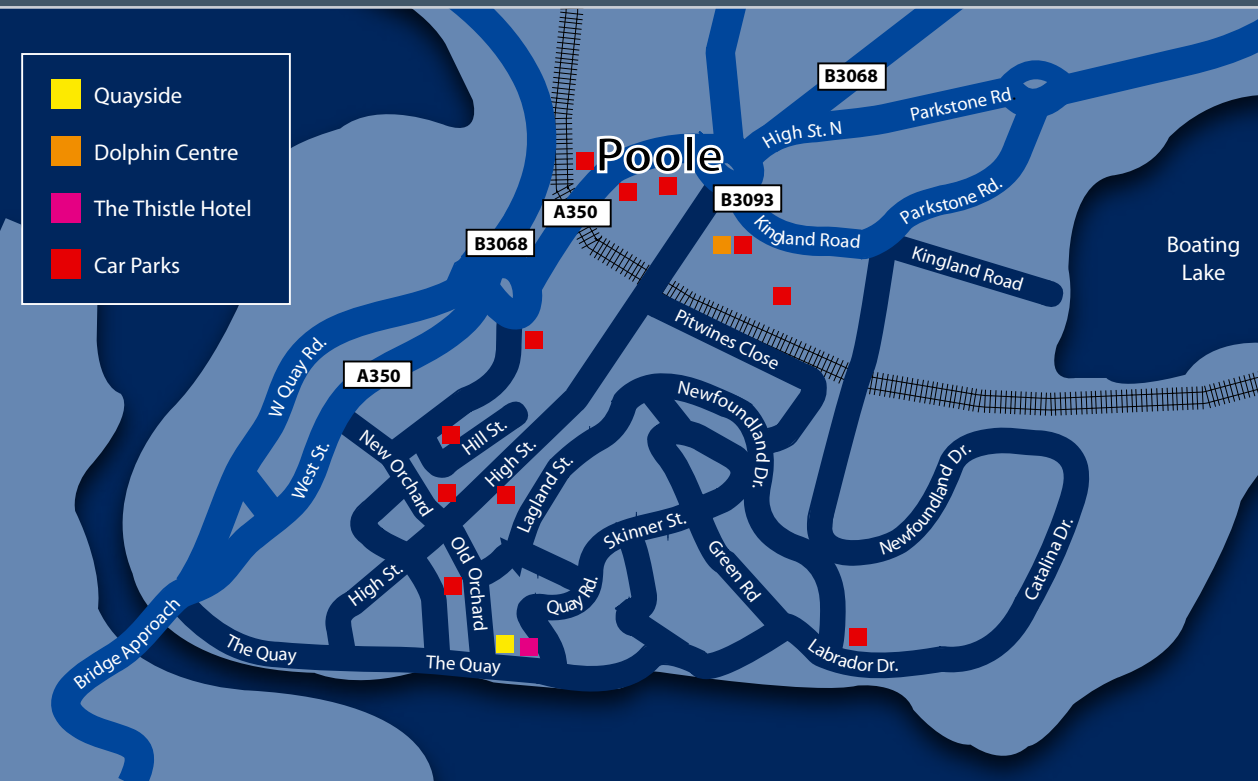 Quayside
Dolphin Centre
The Thistle Hotel
Car Parks
B3068
Parkstone Rd.
High St. N
Poole
B3093
A350
Parkstone Rd.
B3068
Kingland Road
Boating
Lake
Kingland Road
Pitwines Close
W Quay Rd.
A350
Newfoundland Dr.
New Orchard
Hill St.
High St.
West St.
Lagland St.
Newfoundland Dr.
Skinner St.
Catalina Dr.
Old Orchard
Green Rd
High St.
Quay Rd.
Bridge Approach
The Quay
The Quay
Labrador Dr.